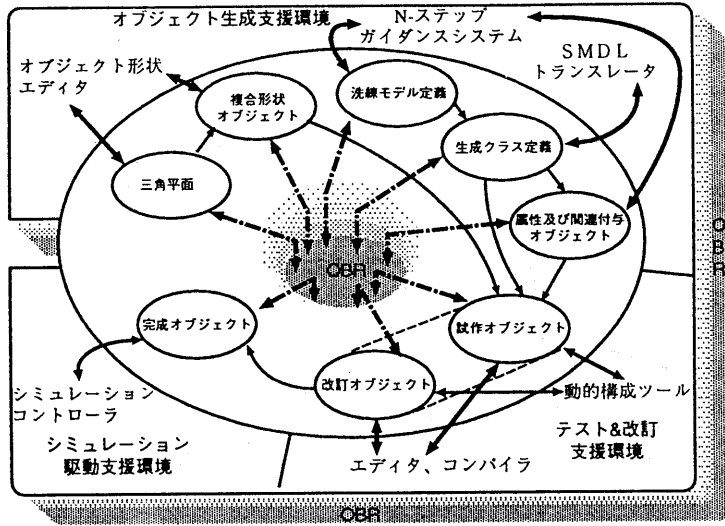 オブジェクト生成支援環境
N-ステップ
ガイダンスシステム
SMDL
トランスレータ
オブジェクト形状
エディタ
複合形状
オブジェクト
洗練モデル定義
生成クラス定義
三角平面
属性及び関連付与
オブジェクト
OBR
OBR
完成オブジェクト
試作オブジェクト
改訂オブジェクト
シミュレーション
コントローラ
動的構成ツール
シミュレーション
駆動支援環境
エディタ、コンパイラ
テスト&改訂
支援環境
OBR